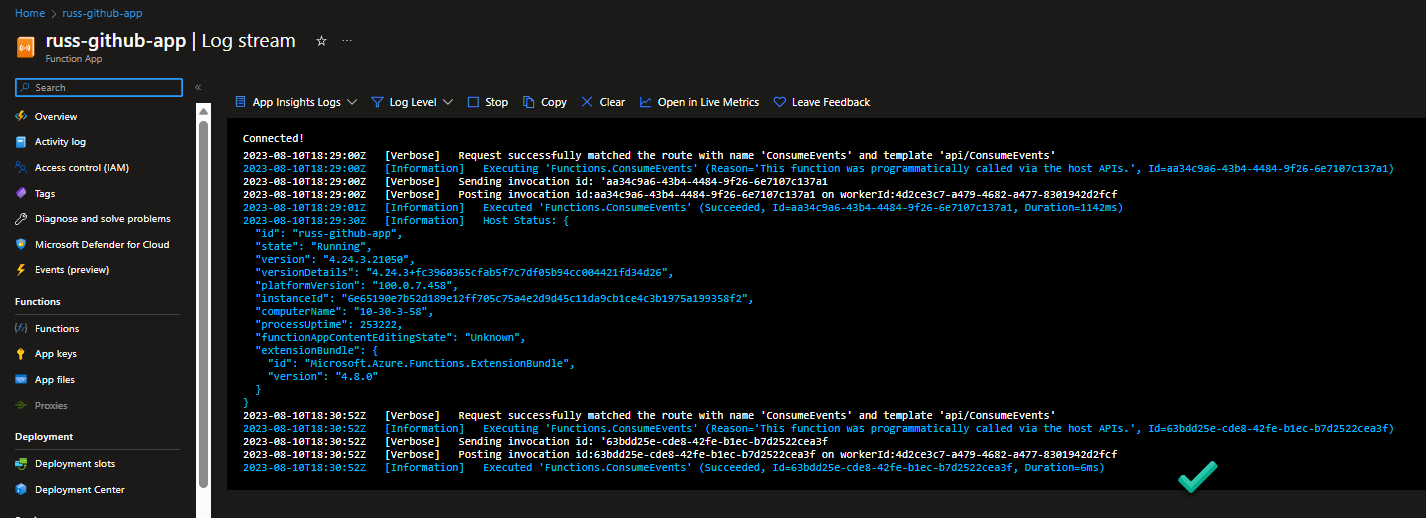 Home > russ-github-app
russ-github-app | Log stream
Function App
Search
Overview
Activity log
Access control (IAM)
Tags
Diagnose and solve problems
Microsoft Defender for Cloud
Events (preview)
Functions
Functions
App keys
App files
Proxies
Deployment
Deployment slots
Deployment Center
App Insights Logs
Log Level
Stop
Copy
Clear
Open in Live Metrics
Leave Feedback
Connected!
2023-08-10T18:29:00Z [Verbose] Request successfully matched the route with name 'ConsumeEvents' and template 'api/ConsumeEvents'
2023-08-10T18:29:00Z [Information] Executing 'Functions.ConsumeEvents' (Reason='This function was programmatically called via the host APIs.', Id=aa34c9a6-43b4-4484-9f26-6e7107c137a1)
2023-08-10T18:29:00Z [Verbose] Sending invocation id: 'aa34c9a6-43b4-4484-9f26-6e7107c137a1
2023-08-10T18:29:00Z [Verbose] Posting invocation id:aa34c9a6-43b4-4484-9f26-6e7107c137a1 on workerId:4d2ce3c7-a479-4682-a477-8301942d2fcf
2023-08-10T18:29:01Z [Information] Executed 'Functions.ConsumeEvents' (Succeeded, Id=aa34c9a6-43b4-4484-9f26-6e7107c137a1, Duration=1142ms)
2023-08-10T18:29:30Z [Information] Host Status: {
"id": "russ-github-app",
"state": "Running",
"version": "4.24.3.21050",
"versionDetails": "4.24.3+fc3960365cfab5f7c7df05b94cc004421fd34d26",
"platformVersion": "100.0.7.458",
"instanceId": "6e65190e7b52d189e12ff705c75a4e2d9d45c11da9cb1ce4c3b1975a199358f2",
"computerName": "10-30-3-58",
"processUptime": 253222,
"functionAppContentEditingState": "Unknown",
"extensionBundle": {
"id": "Microsoft.Azure.Functions.ExtensionBundle",
"version": "4.8.0"
}
}
2023-08-10T18:30:52Z [Verbose] Request successfully matched the route with name 'ConsumeEvents' and template 'api/ConsumeEvents'
2023-08-10T18:30:52Z [Information] Executing 'Functions.ConsumeEvents' (Reason='This function was programmatically called via the host APIs.', Id=63bdd25e-cde8-42fe-b1ec-b7d2522cea3f)
2023-08-10T18:30:52Z [Verbose] Sending invocation id: '63bdd25e-cde8-42fe-b1ec-b7d2522cea3f
2023-08-10T18:30:52Z [Verbose] Posting invocation id:63bdd25e-cde8-42fe-b1ec-b7d2522cea3f on workerId:4d2ce3c7-a479-4682-a477-8301942d2fcf
2023-08-10T18:30:52Z [Information] Executed 'Functions.ConsumeEvents' (Succeeded, Id=63bdd25e-cde8-42fe-b1ec-b7d2522cea3f, Duration=6ms)